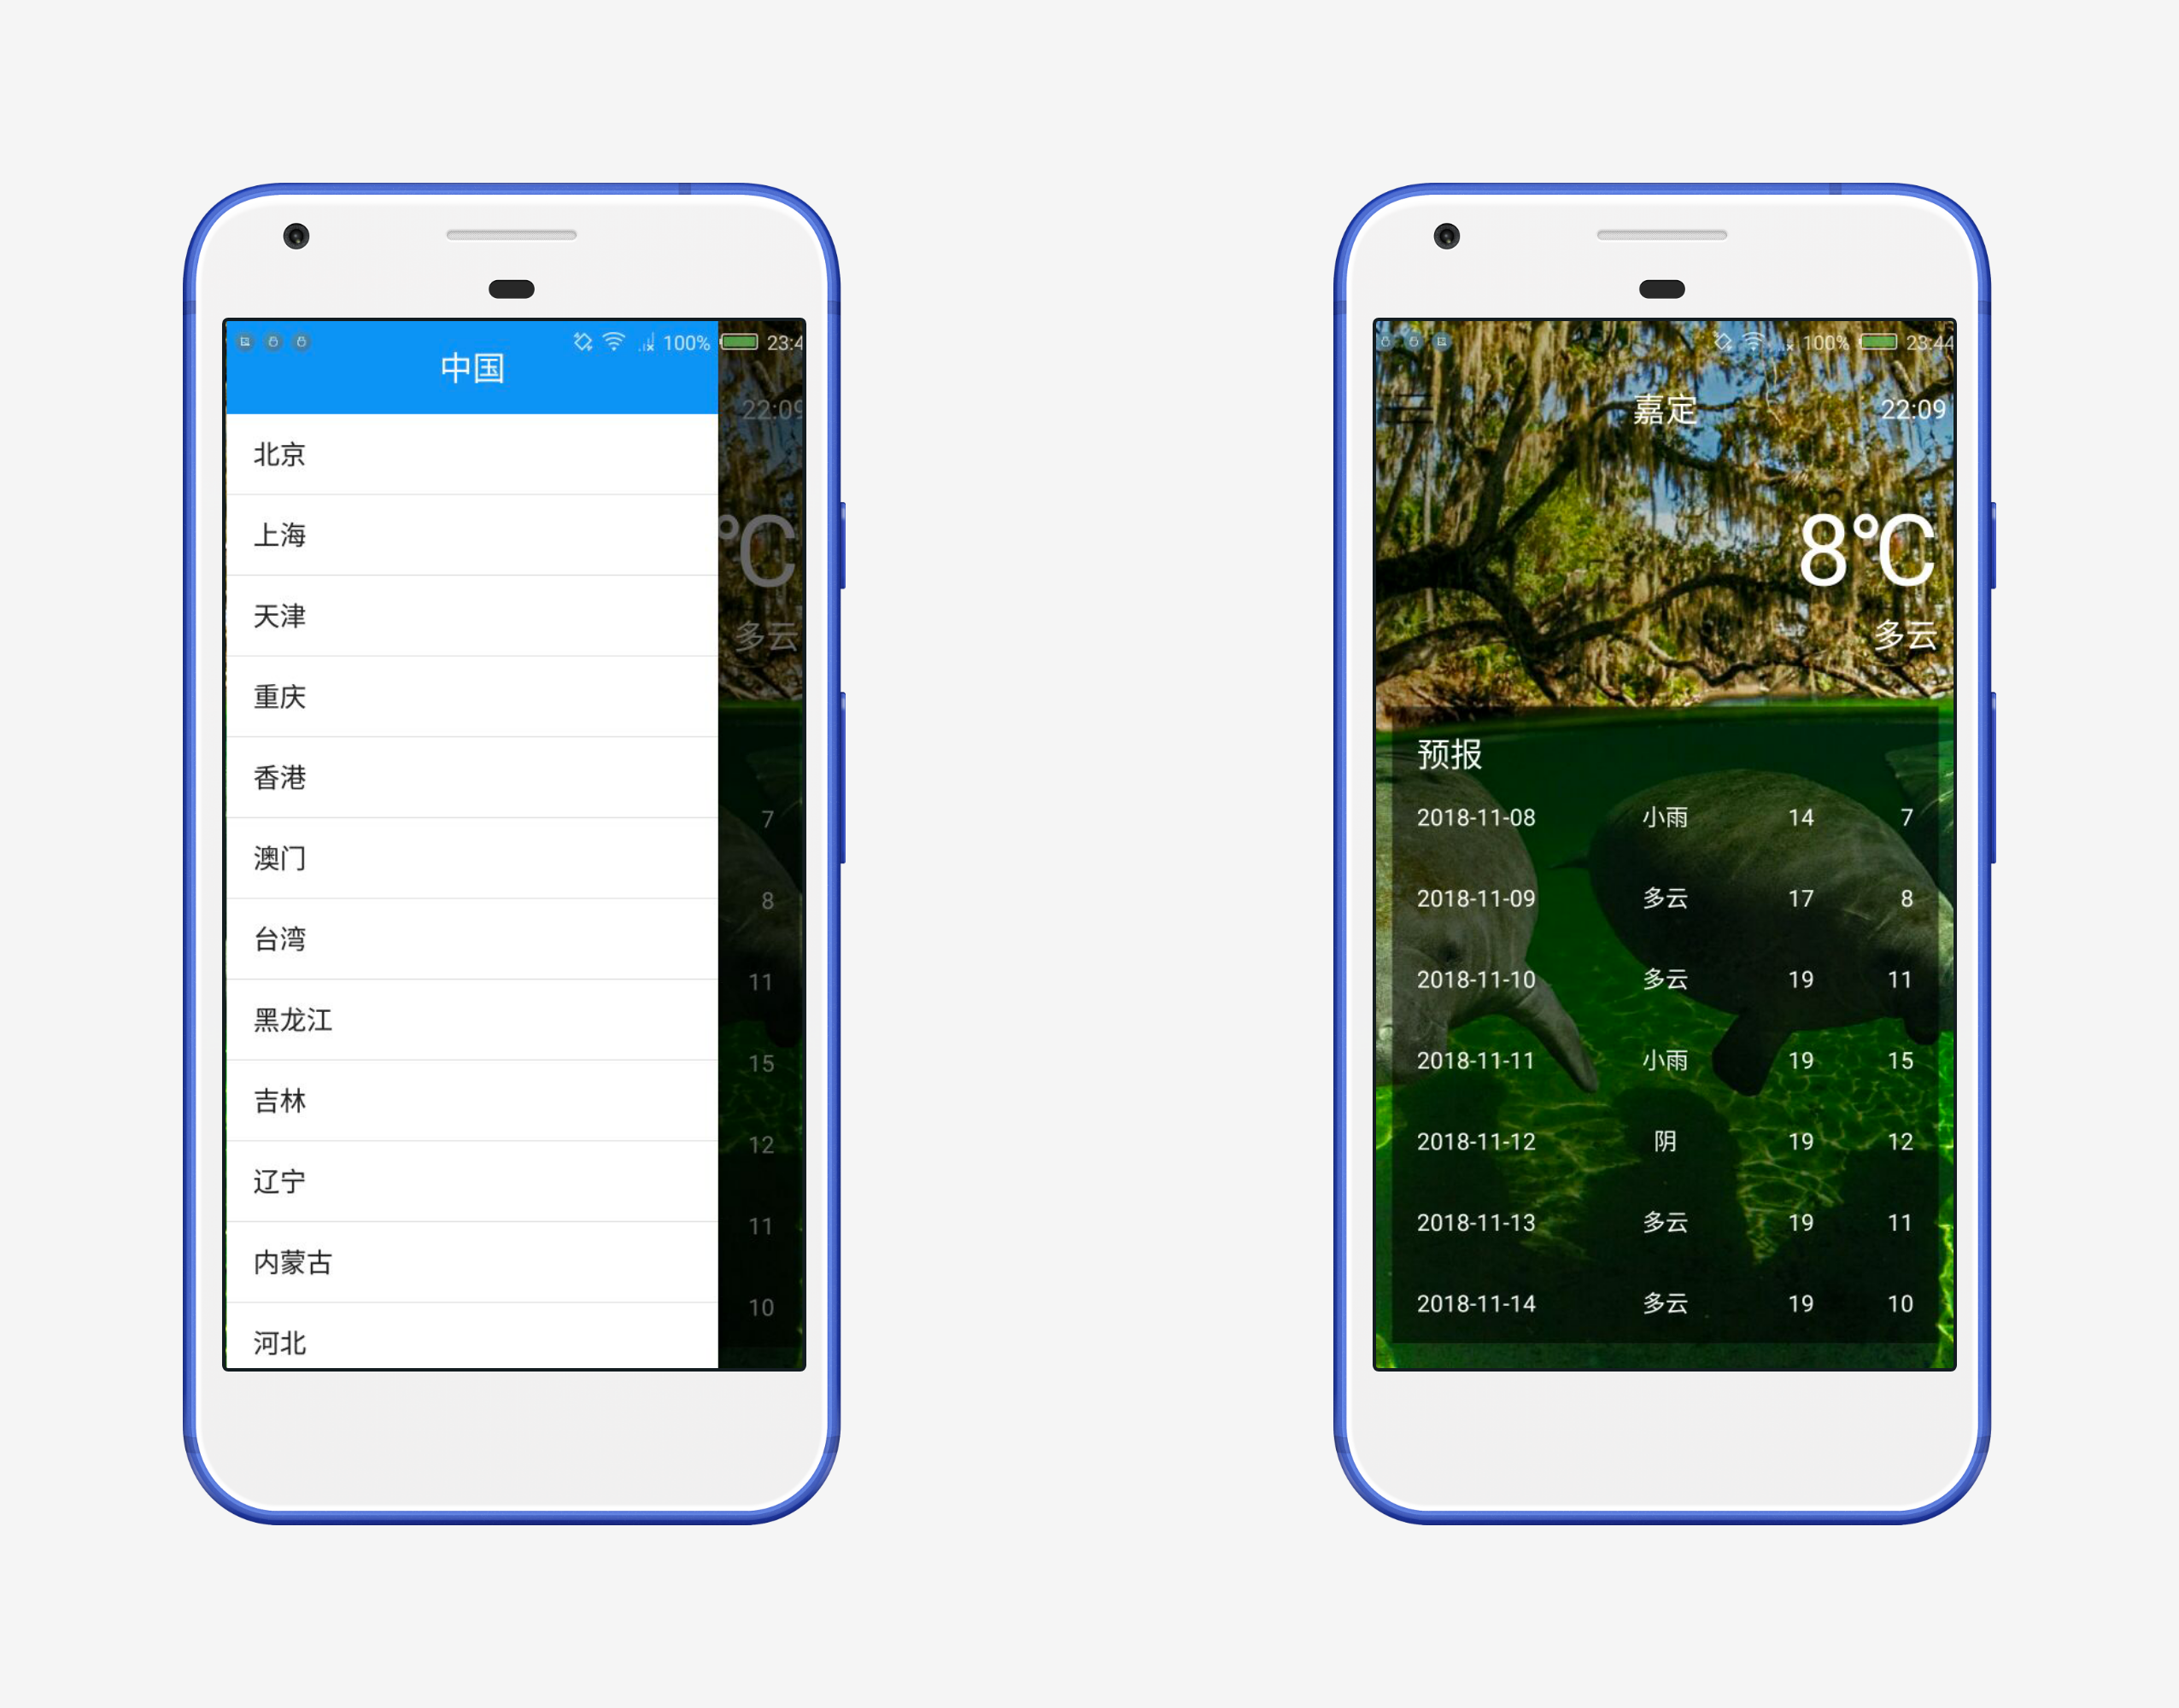 100% 23:4
中国
22:09
北京
上海
℃
天津
多云
重庆
香港
7
澳门
8
台湾
11
黑龙江
15
吉林
12
辽宁
11
内蒙古
10
河北
100% 23:44
嘉定 22:09
8℃
多云
预报
2018-11-08 小雨 14 7
2018-11-09 多云 17 8
2018-11-10 多云 19 11
2018-11-11 小雨 19 15
2018-11-12 阴 19 12
2018-11-13 多云 19 11
2018-11-14 多云 19 10